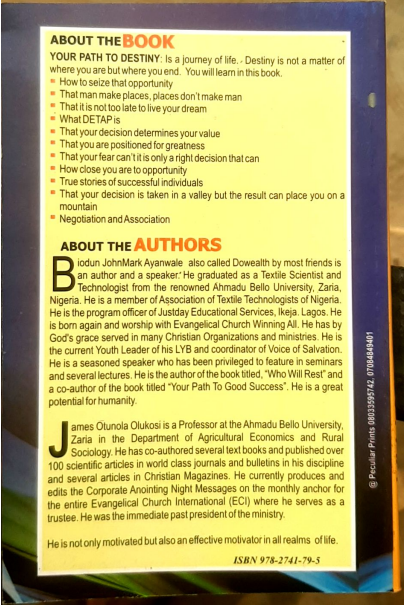 ABOUT THE BOOK
YOUR PATH TO DESTINY: Is a journey of life. - Destiny is not a matter of
where you are but where you end. You will learn in this book.
How to seize that opportunity
That man make places, places don't make man
That it is not too late to live your dream
What DETAP is
That your decision determines your value
That you are positioned for greatness
That your fear can't it is only a right decision that can
How close you are to opportunity
True stories of successful individuals
That your decision is taken in a valley but the result can place you on a
mountain
Negotiation and Association
ABOUT THE AUTHORS
Biodun JohnMark Ayanwale also called Dowealth by most friends is
an author and a speaker. He graduated as a Textile Scientist and
Technologist from the renowned Ahmadu Bello University, Zaria,
Nigeria. He is a member of Association of Textile Technologists of Nigeria.
He is the program officer of Justday Educational Services, Ikeja. Lagos. He
is born again and worship with Evangelical Church Winning All. He has by
God's grace served in many Christian Organizations and ministries. He is
the current Youth Leader of his LYB and coordinator of Voice of Salvation.
He is a seasoned speaker who has been privileged to feature in seminars
and several lectures. He is the author of the book titled, "Who Will Rest" and
a co-author of the book titled "Your Path To Good Success". He is a great
potential for humanity.
James Otunola Olukosi is a Professor at the Ahmadu Bello University,
Zaria in the Department of Agricultural Economics and Rural
Sociology. He has co-authored several text books and published over
100 scientific articles in world class journals and bulletins in his discipline
and several articles in Christian Magazines. He currently produces and
edits the Corporate Anointing Night Messages on the monthly anchor for
the entire Evangelical Church International (ECI) where he serves as a
trustee. He was the immediate past president of the ministry.
He is not only motivated but also an effective motivator in all realms of life.
ISBN 978-2741-79-5
@ Peculiar Prints 08033595742, 07084849401